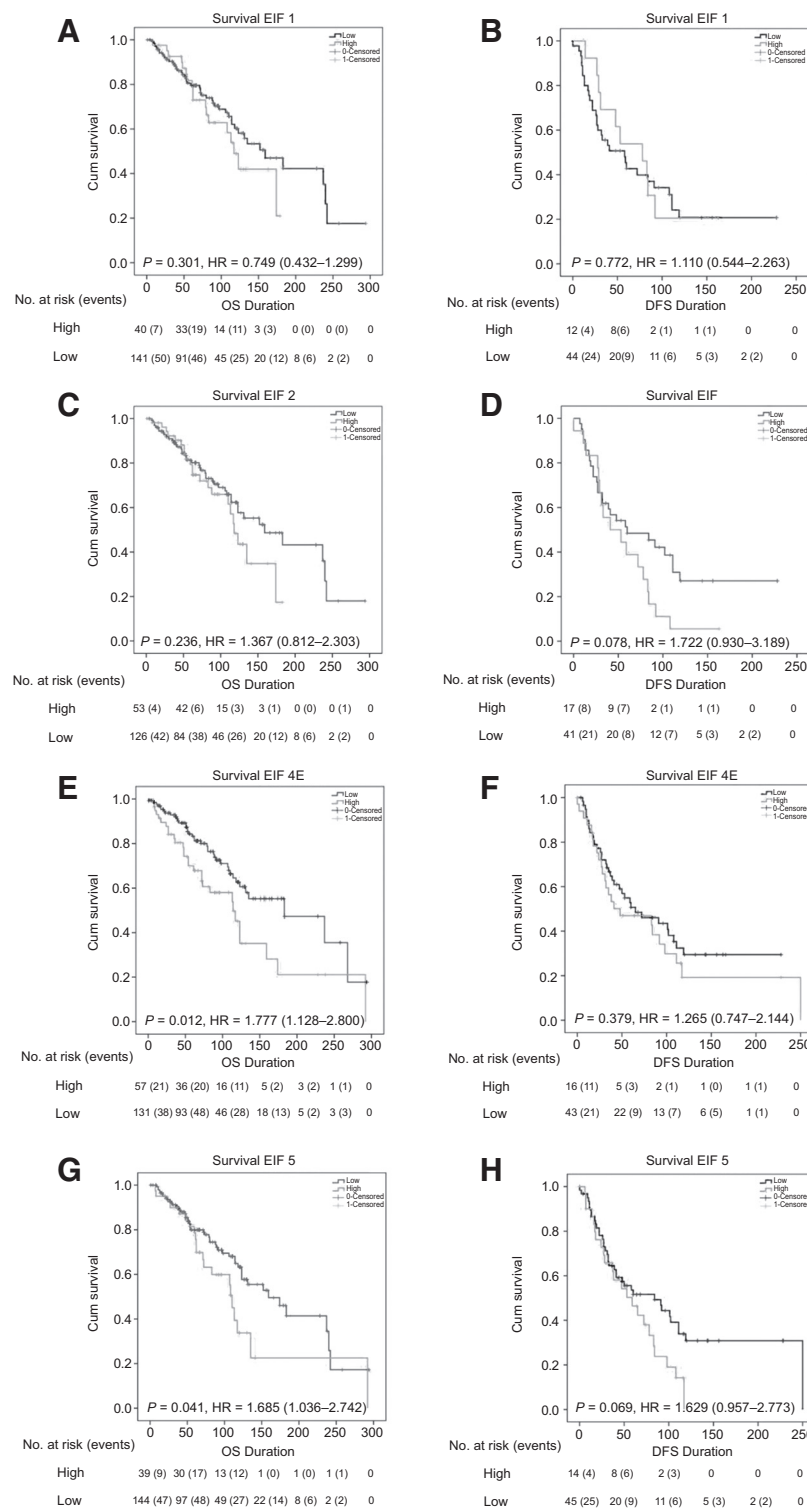 A
Survival EIF 1
Low
High
0-Censored
1-Censored
Cum survival
1.0
0.8
0.6
0.4
0.2
0.0
P = 0.301, HR = 0.749 (0.432–1.299)
0 50 100 150 200 250 300
OS Duration
No. at risk (events)
High 40 (7) 33(19) 14 (11) 3 (3) 0 (0) 0 (0) 0
Low 141 (50) 91(46) 45 (25) 20 (12) 8 (6) 2 (2) 0
B
Survival EIF 1
Low
High
0-Censored
1-Censored
Cum survival
1.0
0.8
0.6
0.4
0.2
0.0
P = 0.772, HR = 1.110 (0.544–2.263)
0 50 100 150 200 250
DFS Duration
No. at risk (events)
High 12 (4) 8(6) 2 (1) 1 (1) 0 0
Low 44 (24) 20(9) 11 (6) 5 (3) 2 (2) 0
C
Survival EIF 2
Low
High
0-Censored
1-Censored
Cum survival
1.0
0.8
0.6
0.4
0.2
0.0
P = 0.236, HR = 1.367 (0.812–2.303)
0 50 100 150 200 250 300
OS Duration
No. at risk (events)
High 53 (4) 42 (6) 15 (3) 3 (1) 0 (0) 0 (1) 0
Low 126 (42) 84 (38) 46 (26) 20 (12) 8 (6) 2 (2) 0
D
Survival EIF
Low
High
0-Censored
1-Censored
Cum survival
1.0
0.8
0.6
0.4
0.2
0.0
P = 0.078, HR = 1.722 (0.930–3.189)
0 50 100 150 200 250
DFS Duration
No. at risk (events)
High 17 (8) 9 (7) 2 (1) 1 (1) 0 0
Low 41 (21) 20 (8) 12 (7) 5 (3) 2 (2) 0
E
Survival EIF 4E
Low
High
0-Censored
1-Censored
Cum survival
1.0
0.8
0.6
0.4
0.2
0.0
P = 0.012, HR = 1.777 (1.128–2.800)
0 50 100 150 200 250 300
OS Duration
No. at risk (events)
High 57 (21) 36 (20) 16 (11) 5 (2) 3 (2) 1 (1) 0
Low 131 (38) 93 (48) 46 (28) 18 (13) 5 (2) 3 (3) 0
F
Survival EIF 4E
Low
High
0-Censored
1-Censored
Cum survival
1.0
0.8
0.6
0.4
0.2
0.0
P = 0.379, HR = 1.265 (0.747–2.144)
0 50 100 150 200 250
DFS Duration
No. at risk (events)
High 16 (11) 5 (3) 2 (1) 1 (0) 1 (1) 0
Low 43 (21) 22 (9) 13 (7) 6 (5) 1 (1) 0
G
Survival EIF 5
Low
High
0-Censored
1-Censored
Cum survival
1.0
0.8
0.6
0.4
0.2
0.0
P = 0.041, HR = 1.685 (1.036–2.742)
0 50 100 150 200 250 300
OS Duration
No. at risk (events)
High 39 (9) 30 (17) 13 (12) 1 (0) 1 (0) 1 (1) 0
Low 144 (47) 97 (48) 49 (27) 22 (14) 8 (6) 2 (2) 0
H
Survival EIF 5
Low
High
0-Censored
1-Censored
Cum survival
1.0
0.8
0.6
0.4
0.2
0.0
P = 0.069, HR = 1.629 (0.957–2.773)
0 50 100 150 200
DFS Duration
No. at risk (events)
High 14 (4) 8 (6) 2 (3) 0 0 0
Low 45 (25) 20 (9) 11 (6) 5 (3) 2 (2) 0